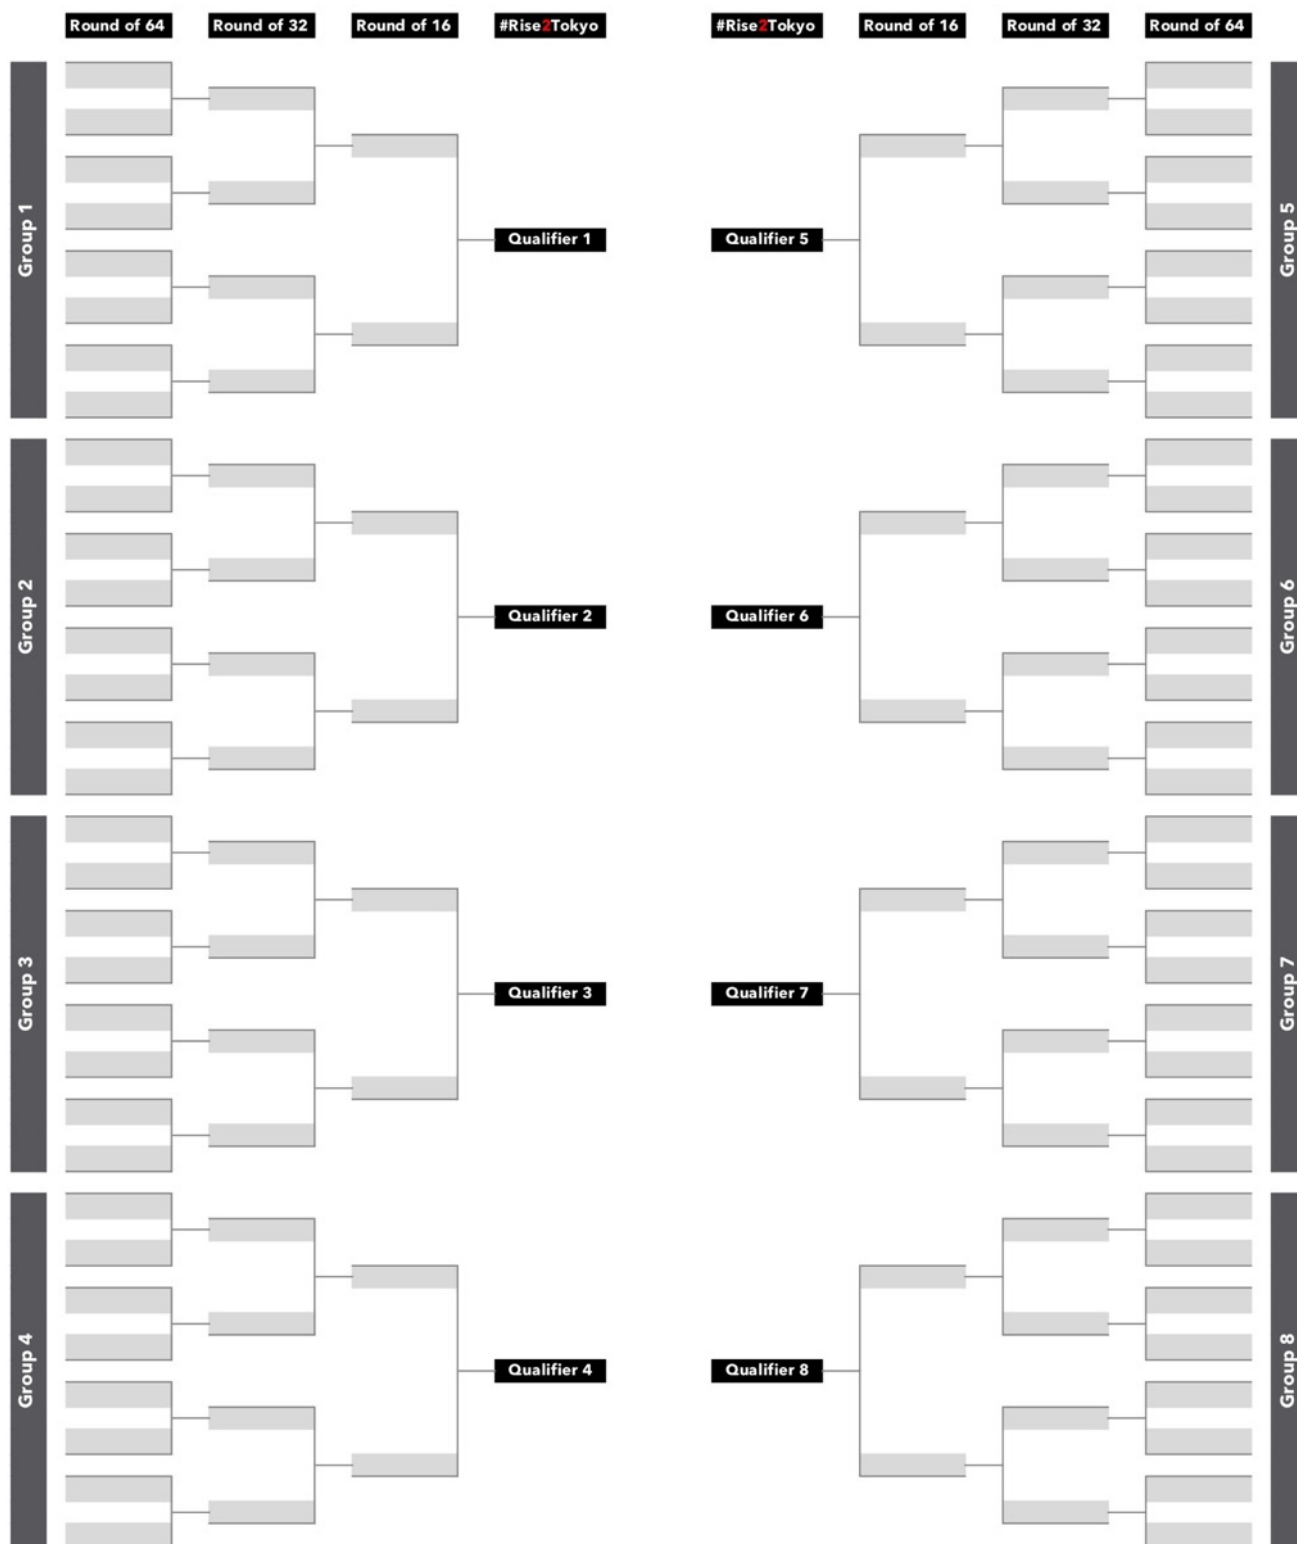 Round of 64 Round of 32 Round of 16 #Rise2Tokyo #Rise2Tokyo Round of 16 Round of 32 Round of 64
Group 1
Qualifier 1
Qualifier 5
Group 5
Group 2
Qualifier 2
Qualifier 6
Group 6
Group 3
Qualifier 3
Qualifier 7
Group 7
Group 4
Qualifier 4
Qualifier 8
Group 8